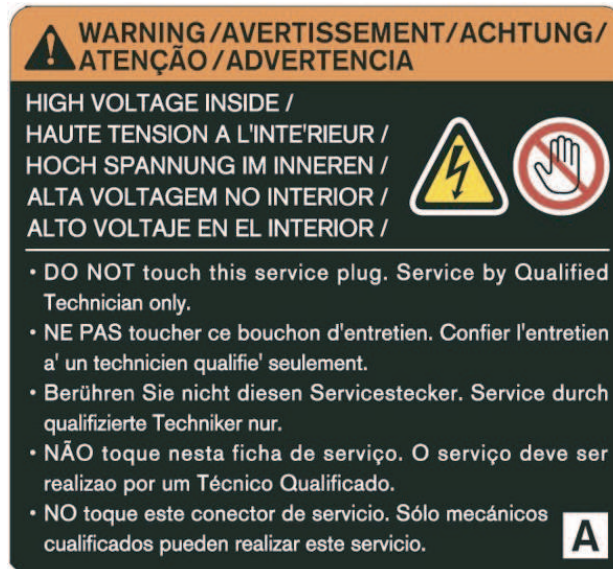 WARNING/AVERTISSEMENT/ACHTUNG/
ATENÇÃO/ADVERTENCIA
HIGH VOLTAGE INSIDE /
HAUTE TENSION A L'INTE'RIEUR /
HOCH SPANNUNG IM INNEREN /
ALTA VOLTAGEM NO INTERIOR /
ALTO VOLTAJE EN EL INTERIOR /
· DO NOT touch this service plug. Service by Qualified
Technician only.
· NE PAS toucher ce bouchon d'entretien. Confier l'entretien
a' un technicien qualifie' seulement.
· Berühren Sie nicht diesen Servicestecker. Service durch
qualifizierte Techniker nur.
· NÃO toque nesta ficha de serviço. O serviço deve ser
realizao por um Técnico Qualificado.
· NO toque este conector de servicio. Sólo mecánicos
cualificados pueden realizar este servicio.
A